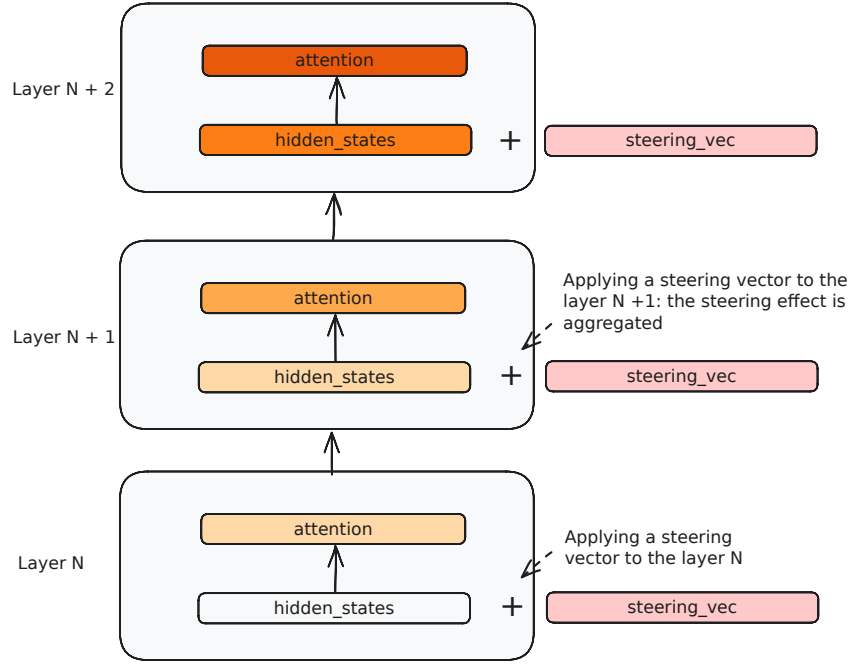 attention
Layer N + 2
hidden_states + steering_vec
Applying a steering vector to the
layer N +1: the steering effect is
aggregated
attention
Layer N + 1
hidden_states + steering_vec
attention
Applying a steering
vector to the layer N
Layer N
hidden_states + steering_vec